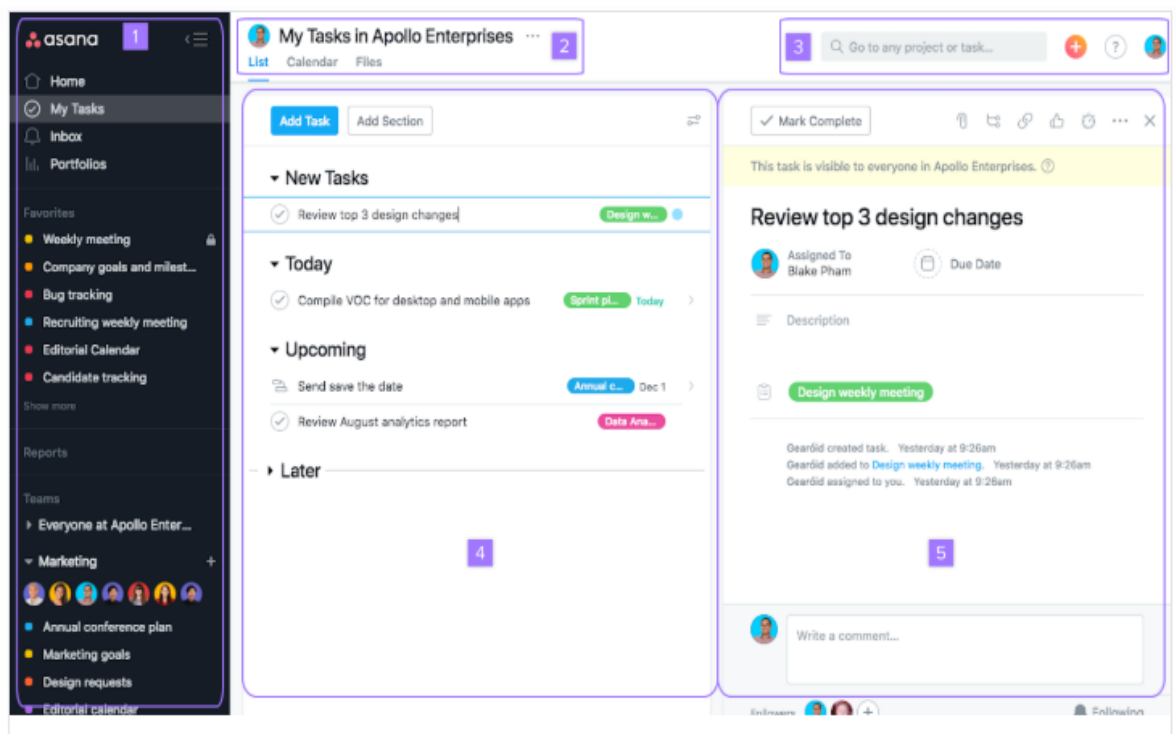 asana
1
Home
My Tasks
Inbox
Portfolios
Favorites
Weekly meeting
Company goals and milest...
Bug tracking
Recruiting weekly meeting
Editorial Calendar
Candidate tracking
Show more
Reports
Teams
Everyone at Apollo Enter...
Marketing
Annual conference plan
Marketing goals
Design requests
Editorial calendar
My Tasks in Apollo Enterprises
List Calendar Files
2
3
Go to any project or task...
Add Task Add Section
New Tasks
Review top 3 design changes Design w...
Today
Compile VOC for desktop and mobile apps Sprint pl... Today
Upcoming
Send save the date Annual c... Dec 1
Review August analytics report Data Ana...
Later
4
Mark Complete
This task is visible to everyone in Apollo Enterprises.
Review top 3 design changes
Assigned To
Blake Pham
Due Date
Description
Design weekly meeting
Gearóid created task. Yesterday at 9:26am
Gearóid added to Design weekly meeting. Yesterday at 9:26am
Gearóid assigned to you. Yesterday at 9:26am
5
Write a comment...
Followers
Following